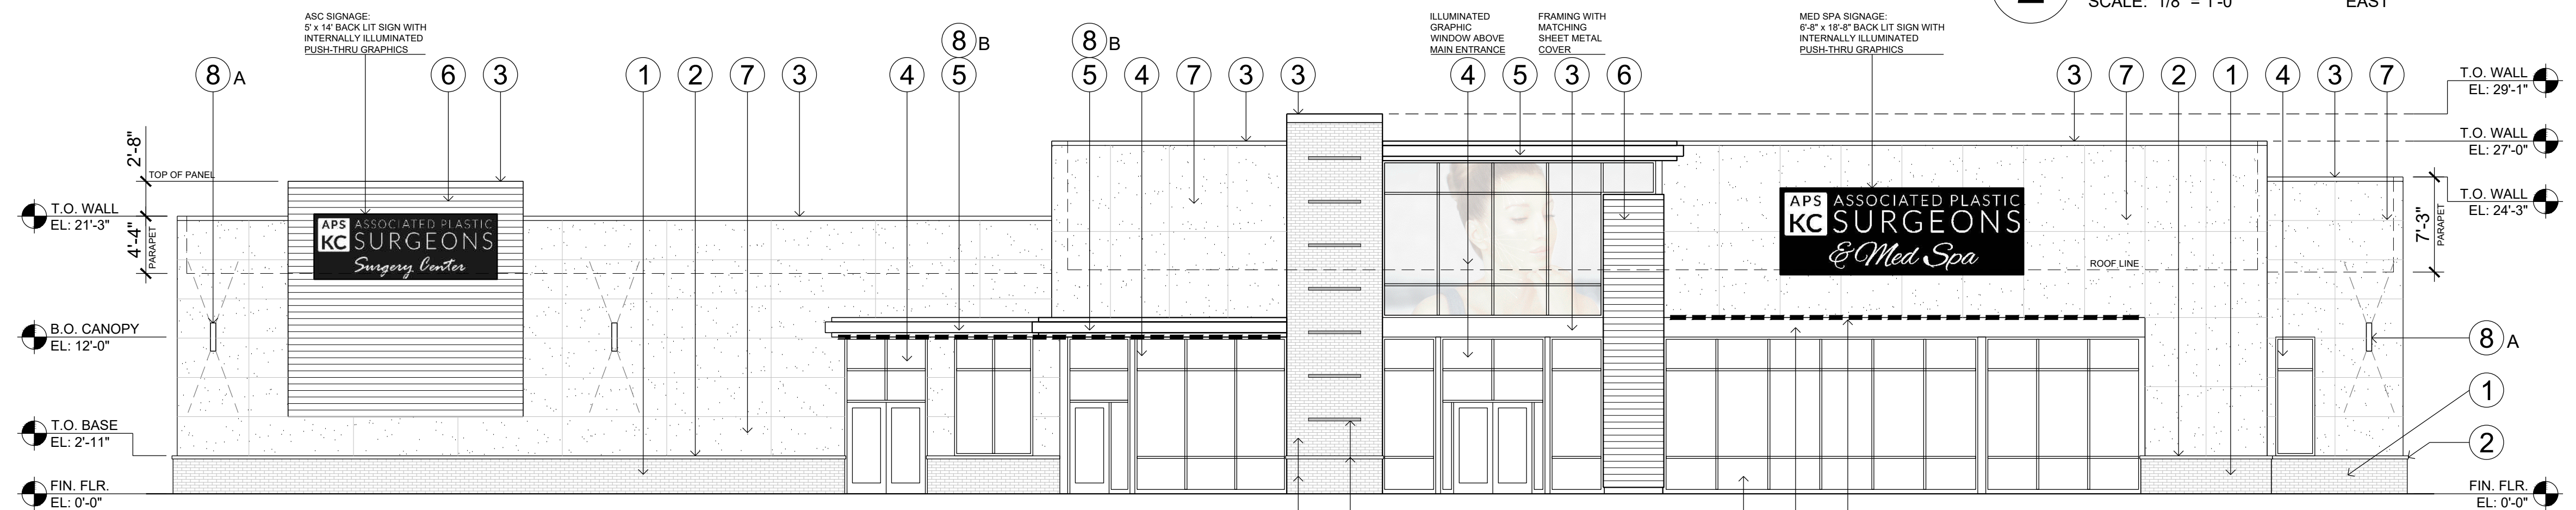 SCALE: 1/8" = 1'-0"
EAST
ASC SIGNAGE:
5' x 14' BACK LIT SIGN WITH
INTERNALLY ILLUMINATED
PUSH-THRU GRAPHICS
ILLUMINATED
GRAPHIC
WINDOW ABOVE
MAIN ENTRANCE
FRAMING WITH
MATCHING
SHEET METAL
COVER
MED SPA SIGNAGE:
6'-8" x 18'-8" BACK LIT SIGN WITH
INTERNALLY ILLUMINATED
PUSH-THRU GRAPHICS
8 B
8 B
8 A
6
3
1
2
7
3
4
5
5
4
7
3
3
4
5
3
6
3
7
2
1
4
3
7
T.O. WALL
EL: 29'-1"
T.O. WALL
EL: 27'-0"
2'-8"
TOP OF PANEL
T.O. WALL
EL: 21'-3"
4'-4"
PARAPET
T.O. WALL
EL: 24'-3"
7'-3"
PARAPET
APS KC
ASSOCIATED PLASTIC
SURGEONS
Surgery Center
APS KC
ASSOCIATED PLASTIC
SURGEONS
& Med Spa
ROOF LINE
B.O. CANOPY
EL: 12'-0"
8 A
1
T.O. BASE
EL: 2'-11"
2
FIN. FLR.
EL: 0'-0"
FIN. FLR.
EL: 0'-0"